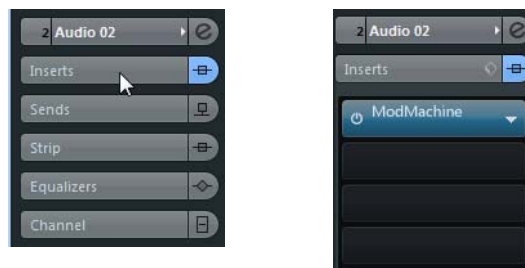 2 Audio 02
Inserts
Sends
Strip
Equalizers
Channel
2 Audio 02
Inserts
ModMachine